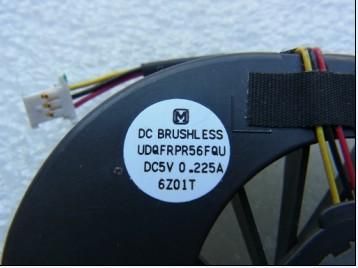 M
DC BRUSHLESS
UDQFRPR56FQU
DC5V 0.225A
6Z01T